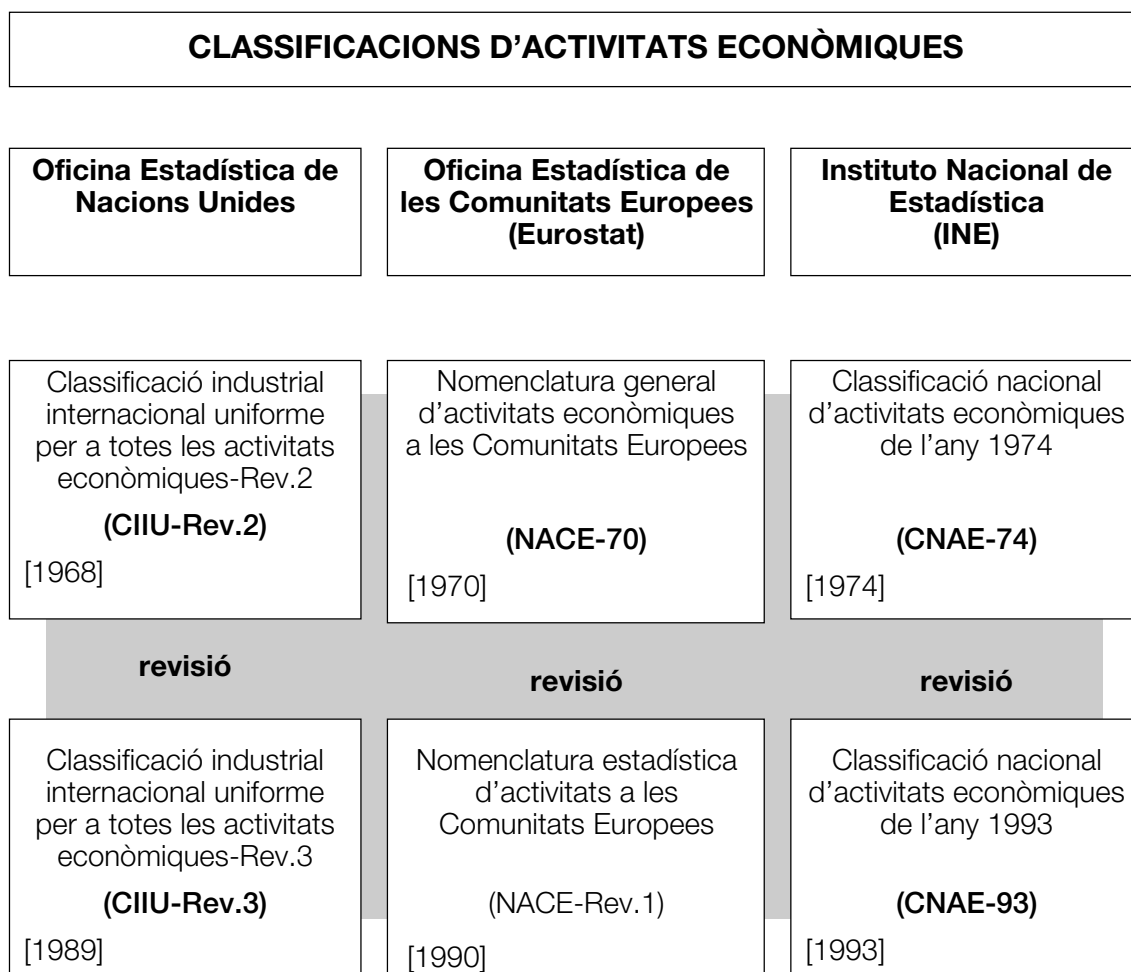 CLASSIFICACIONS D'ACTIVITATS ECONÒMIQUES
Oficina Estadística de
Nacions Unides
Oficina Estadística de
les Comunitats Europees
(Eurostat)
Instituto Nacional de
Estadística
(INE)
Classificació industrial
internacional uniforme
per a totes les activitats
econòmiques-Rev.2
(CIIU-Rev.2)
[1968]
Nomenclatura general
d'activitats econòmiques
a les Comunitats Europees
(NACE-70)
[1970]
Classificació nacional
d'activitats econòmiques
de l'any 1974
(CNAE-74)
[1974]
revisió
revisió
revisió
Classificació industrial
internacional uniforme
per a totes les activitats
econòmiques-Rev.3
(CIIU-Rev.3)
[1989]
Nomenclatura estadística
d'activitats a les
Comunitats Europees
(NACE-Rev.1)
[1990]
Classificació nacional
d'activitats econòmiques
de l'any 1993
(CNAE-93)
[1993]